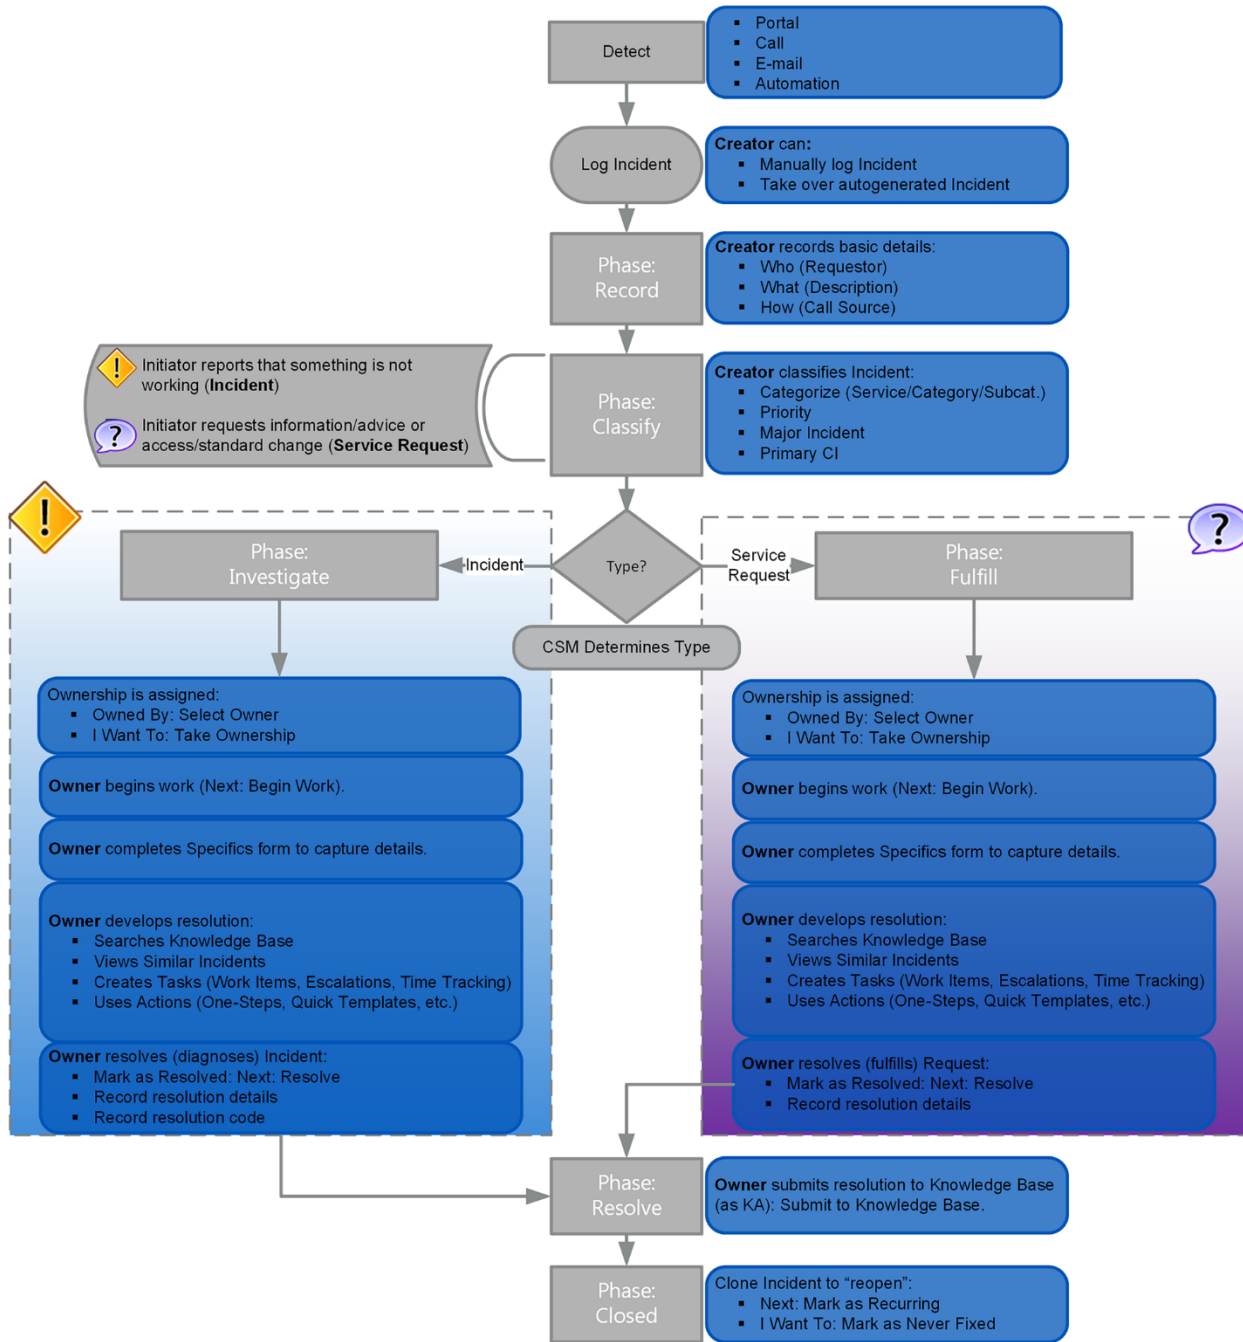 Detect
▪ Portal
▪ Call
▪ E-mail
▪ Automation
Log Incident
Creator can:
▪ Manually log Incident
▪ Take over autogenerated Incident
Phase:
Record
Creator records basic details:
▪ Who (Requestor)
▪ What (Description)
▪ How (Call Source)
! Initiator reports that something is not
working (Incident)
? Initiator requests information/advice or
access/standard change (Service Request)
Phase:
Classify
Creator classifies Incident:
▪ Categorize (Service/Category/Subcat.)
▪ Priority
▪ Major Incident
▪ Primary CI
!
Phase:
Investigate
Incident
Type?
Service
Request
Phase:
Fulfill
?
CSM Determines Type
Ownership is assigned:
▪ Owned By: Select Owner
▪ I Want To: Take Ownership
Owner begins work (Next: Begin Work).
Owner completes Specifics form to capture details.
Owner develops resolution:
▪ Searches Knowledge Base
▪ Views Similar Incidents
▪ Creates Tasks (Work Items, Escalations, Time Tracking)
▪ Uses Actions (One-Steps, Quick Templates, etc.)
Owner resolves (diagnoses) Incident:
▪ Mark as Resolved: Next: Resolve
▪ Record resolution details
▪ Record resolution code
Ownership is assigned:
▪ Owned By: Select Owner
▪ I Want To: Take Ownership
Owner begins work (Next: Begin Work).
Owner completes Specifics form to capture details.
Owner develops resolution:
▪ Searches Knowledge Base
▪ Views Similar Incidents
▪ Creates Tasks (Work Items, Escalations, Time Tracking)
▪ Uses Actions (One-Steps, Quick Templates, etc.)
Owner resolves (fulfills) Request:
▪ Mark as Resolved: Next: Resolve
▪ Record resolution details
Phase:
Resolve
Owner submits resolution to Knowledge Base
(as KA): Submit to Knowledge Base.
Phase:
Closed
Clone Incident to “reopen”:
▪ Next: Mark as Recurring
▪ I Want To: Mark as Never Fixed